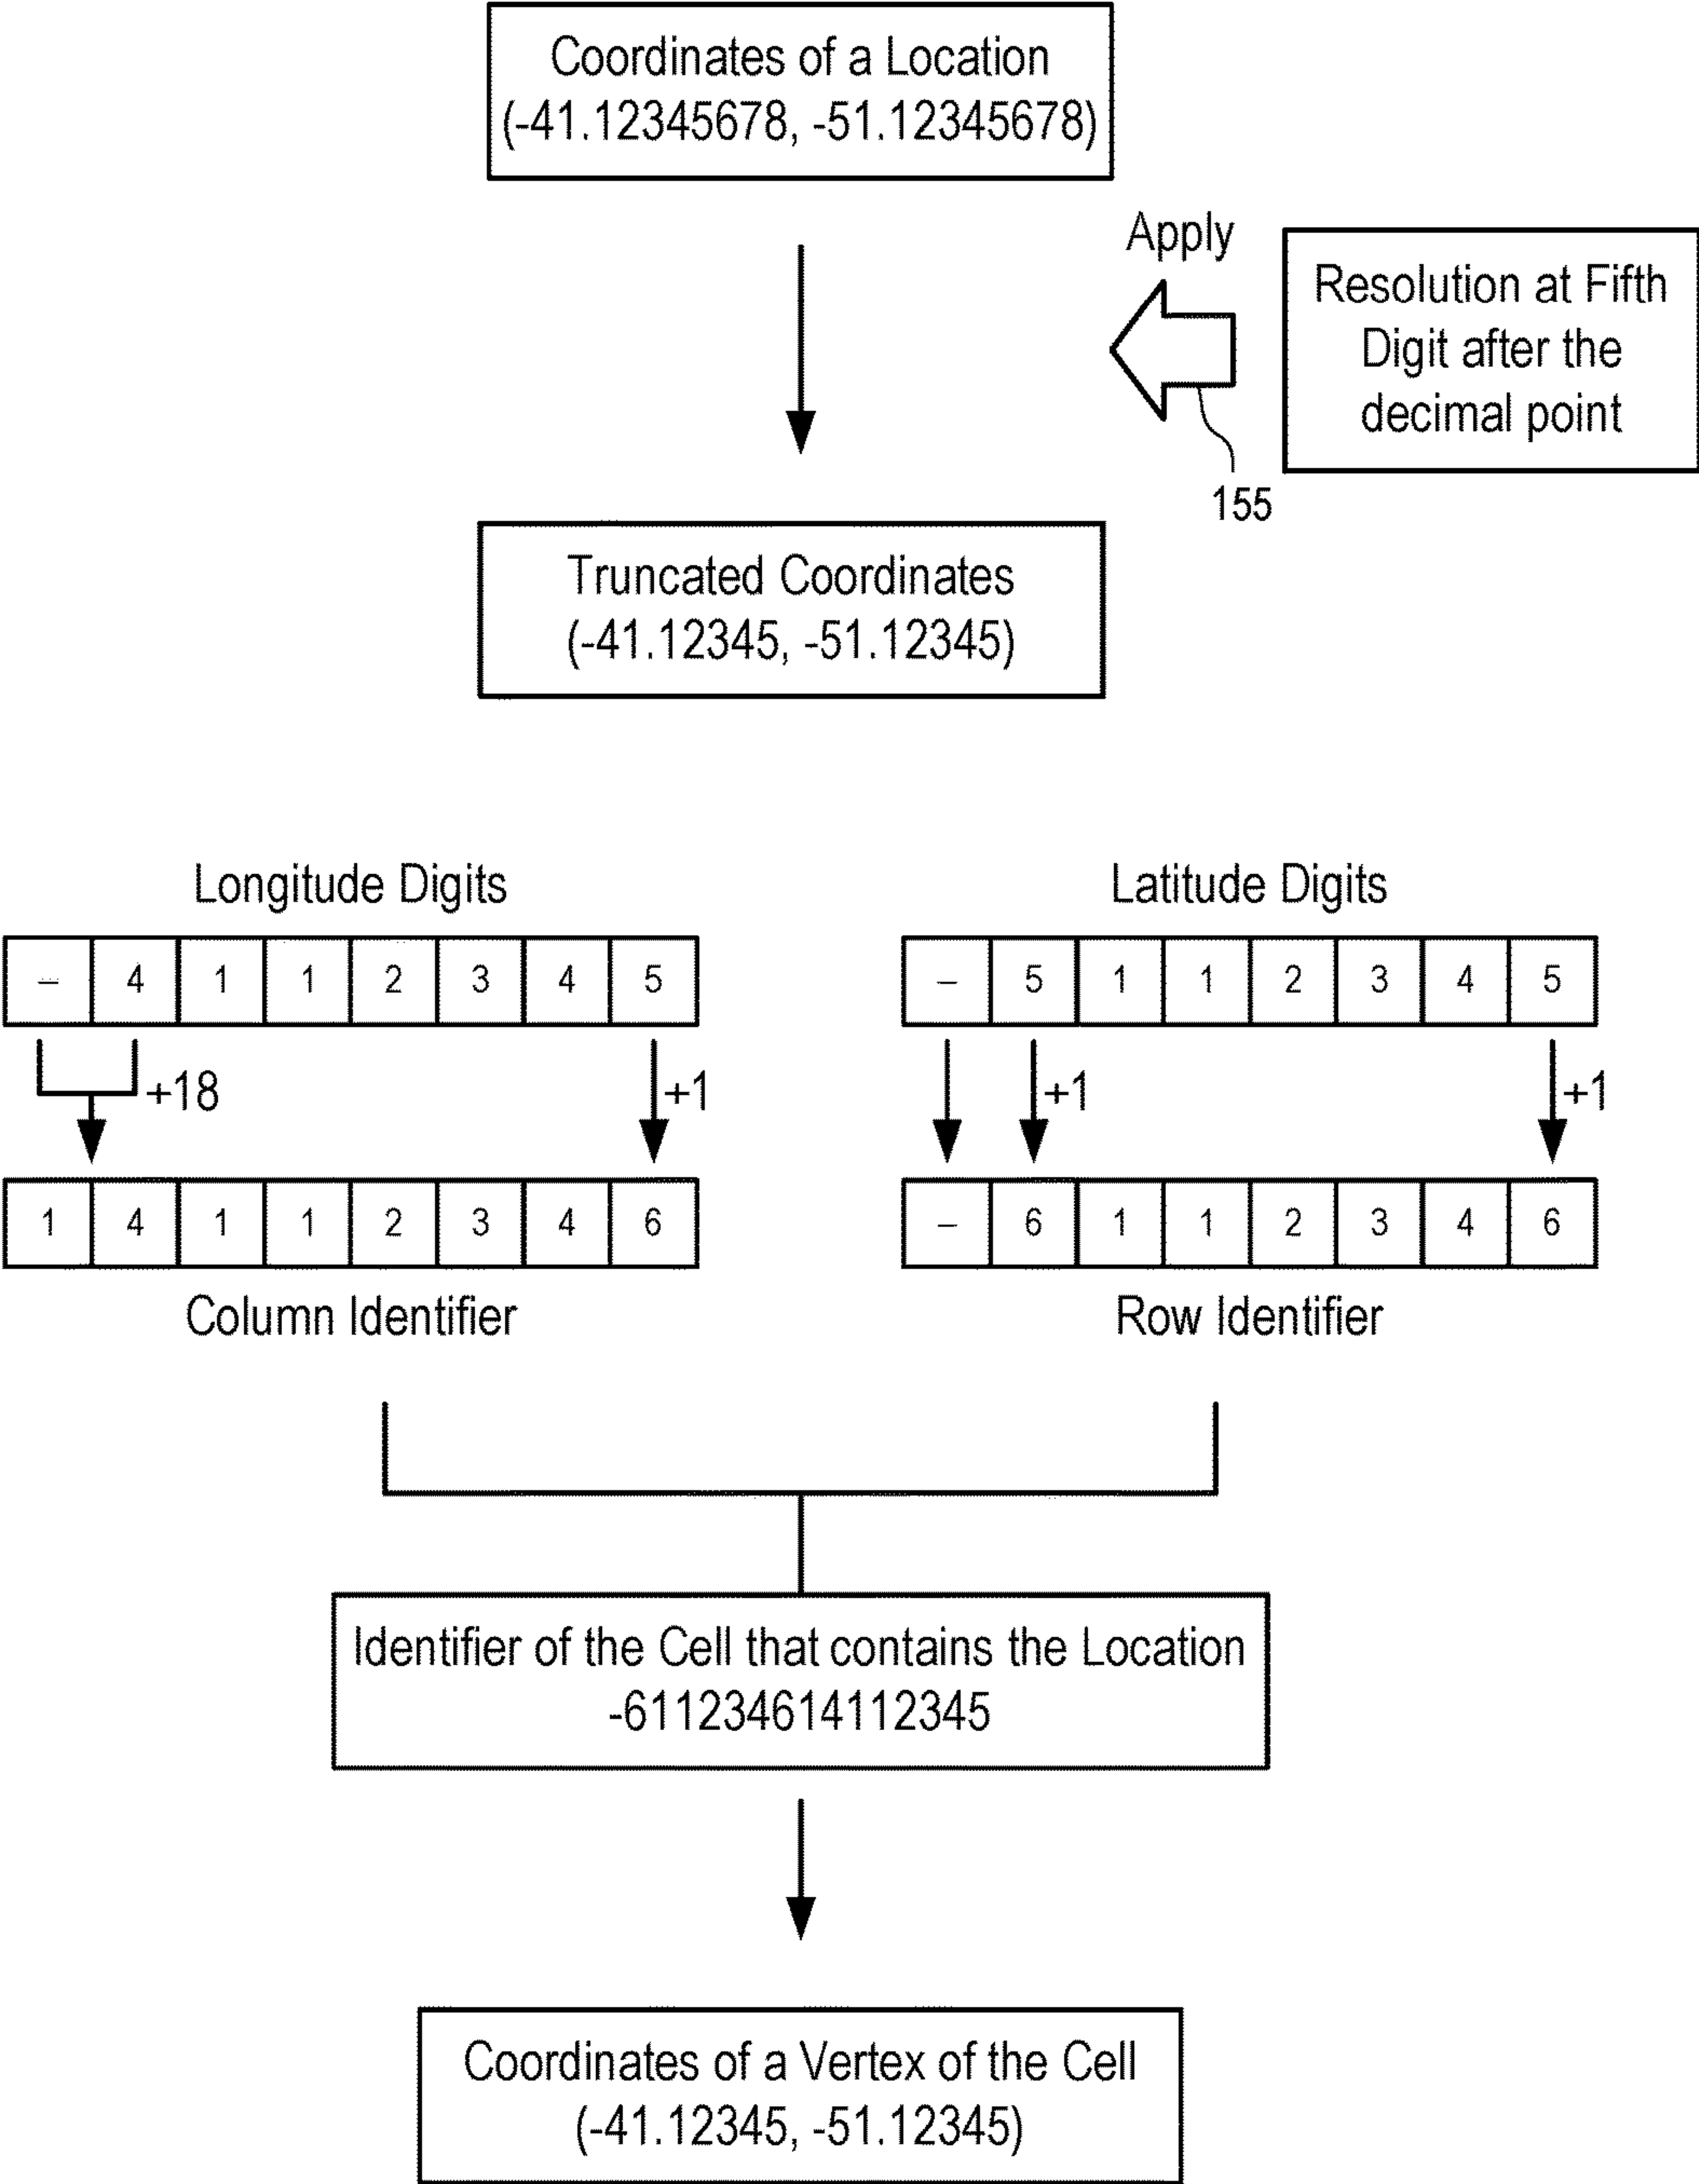 Coordinates of a Location
(-41.12345678, -51.12345678)
Apply
Resolution at Fifth
Digit after the
decimal point
155
Truncated Coordinates
(-41.12345, -51.12345)
Longitude Digits
Latitude Digits
– 4 1 1 2 3 4 5
– 5 1 1 2 3 4 5
+18
+1
+1
+1
1 4 1 1 2 3 4 6
– 6 1 1 2 3 4 6
Column Identifier
Row Identifier
Identifier of the Cell that contains the Location
-611234614112345
Coordinates of a Vertex of the Cell
(-41.12345, -51.12345)